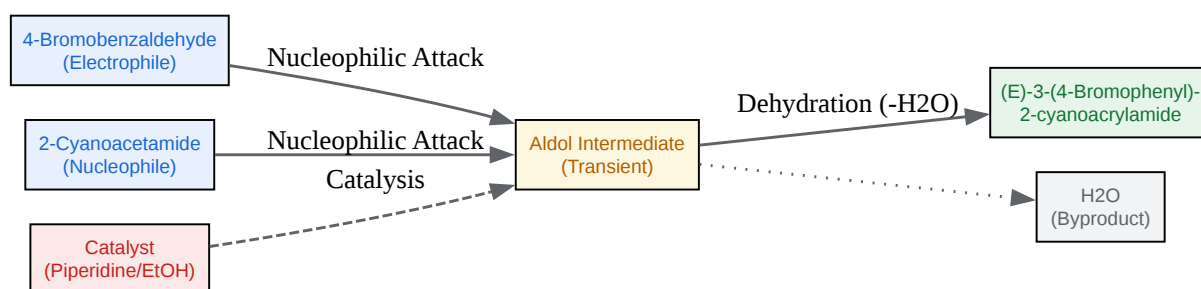 4-Bromobenzaldehyde
(Electrophile)
Nucleophilic Attack
2-Cyanoacetamide
(Nucleophile)
Nucleophilic Attack
Catalysis
Catalyst
(Piperidine/EtOH)
Aldol Intermediate
(Transient)
Dehydration (-H2O)
(E)-3-(4-Bromophenyl)-
2-cyanoacrylamide
H2O
(Byproduct)